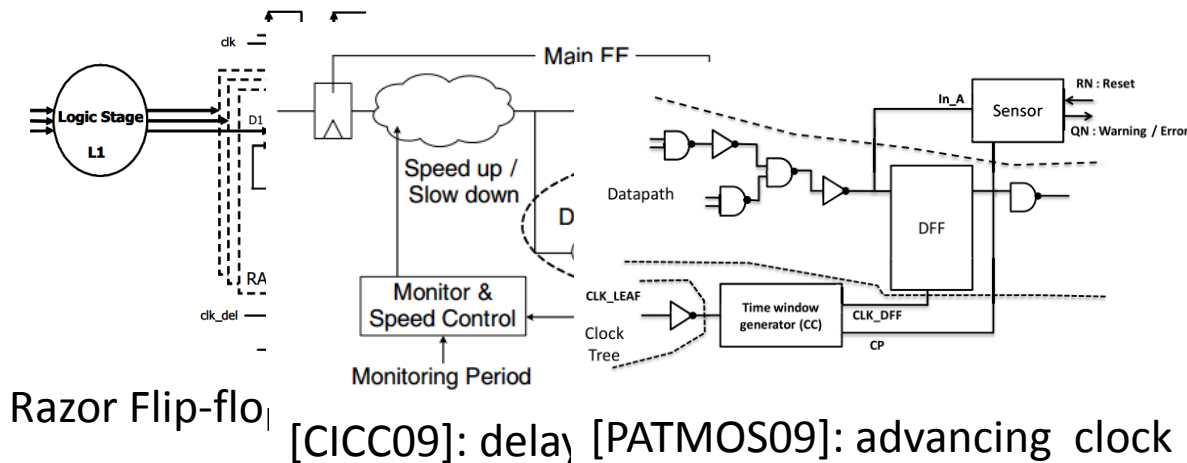 clk
Logic Stage
L1
D1
RA
clk_del
Razor Flip-flop
Main FF
Speed up /
Slow down
D
Monitor &
Speed Control
Monitoring Period
[CICC09]: delay
In_A
Sensor
RN : Reset
QN : Warning / Error
Datapath
DFF
CLK_LEAF
Clock
Tree
Time window
generator (CC)
CLK_DFF
CP
[PATMOS09]: advancing clock